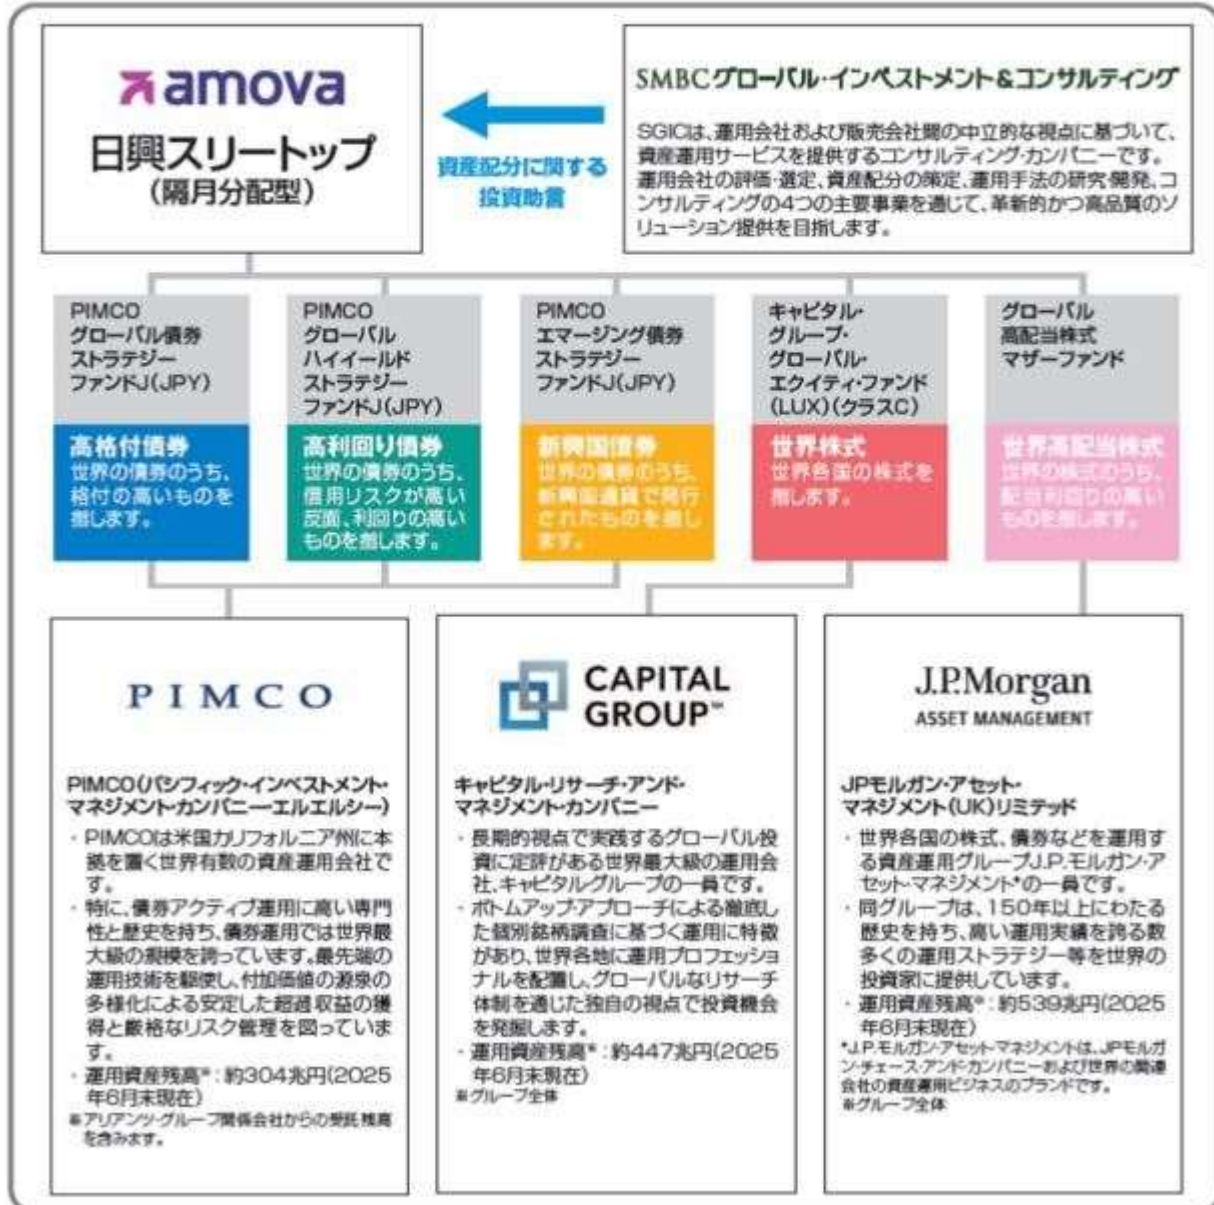 amova
日興スリートップ
(隔月分配型)
資産配分に関する
投資助言
SMBCグローバル・インベストメント&コンサルティング
SGICは、運用会社および販売会社間の中立的な視点に基づいて、
資産運用サービスを提供するコンサルティング・カンパニーです。
運用会社の評価・選定、資産配分の策定、運用手法の研究・開発、コ
ンサルティングの4つの主要事業を通じて、革新的かつ高品質のソ
リューション提供を目指します。
PIMCO
グローバル債券
ストラテジー
ファンドJ(JPY)
高格付債券
世界の債券のうち、
格付の高いものを
指します。
PIMCO
グローバル
ハイイールド
ストラテジー
ファンドJ(JPY)
高利回り債券
世界の債券のうち、
信用リスクが高い
反面、利回りの高い
ものを指します。
PIMCO
エマージング債券
ストラテジー
ファンドJ(JPY)
新興国債券
世界の債券のうち、
新興国通貨で発行
されたものを指し
ます。
キャピタル・
グループ・
グローバル・
エクイティ・ファンド
(LUX)(クラスC)
世界株式
世界各国の株式を
指します。
グローバル
高配当株式
マザーファンド
世界高配当株式
世界の株式のうち、
配当利回りの高い
ものを指します。
PIMCO
PIMCO(パシフィック・インベストメント・
マネジメント・カンパニー・エルエルシー)
・PIMCOは米国カリフォルニア州に本
拠を置く世界有数の資産運用会社で
す。
・特に、債券アクティブ運用に高い専門
性と歴史を持ち、債券運用では世界最
大級の規模を誇っています。最先端の
運用技術を駆使し、付加価値の源泉の
多様化による安定した超過収益の獲
得と厳格なリスク管理を図っていま
す。
・運用資産残高※:約304兆円(2025
年6月末現在)
※アリアンツ・グループ関係会社からの受託残高
を含みます。
CAPITAL
GROUP℠
キャピタル・リサーチ・アンド・
マネジメント・カンパニー
・長期的視点で実践するグローバル投
資に定評がある世界最大級の運用会
社、キャピタルグループの一員です。
・ボトムアップ・アプローチによる徹底し
た個別銘柄調査に基づく運用に特徴
があり、世界各地に運用プロフェッショ
ナルを配置し、グローバルなリサーチ
体制を通じた独自の視点で投資機会
を発掘します。
・運用資産残高※:約447兆円(2025
年6月末現在)
※グループ全体
J.P.Morgan
ASSET MANAGEMENT
JPモルガン・アセット・
マネジメント(UK)リミテッド
・世界各国の株式、債券などを運用す
る資産運用グループJ.P.モルガン・ア
セット・マネジメント*の一員です。
・同グループは、150年以上にわたる
歴史を持ち、高い運用実績を誇る数
多くの運用ストラテジー等を世界の
投資家に提供しています。
・運用資産残高※:約539兆円(2025
年6月末現在)
*J.P.モルガン・アセット・マネジメントは、JPモルガ
ン・チェース・アンド・カンパニーおよび世界の関連
会社の資産運用ビジネスのブランドです。
※グループ全体